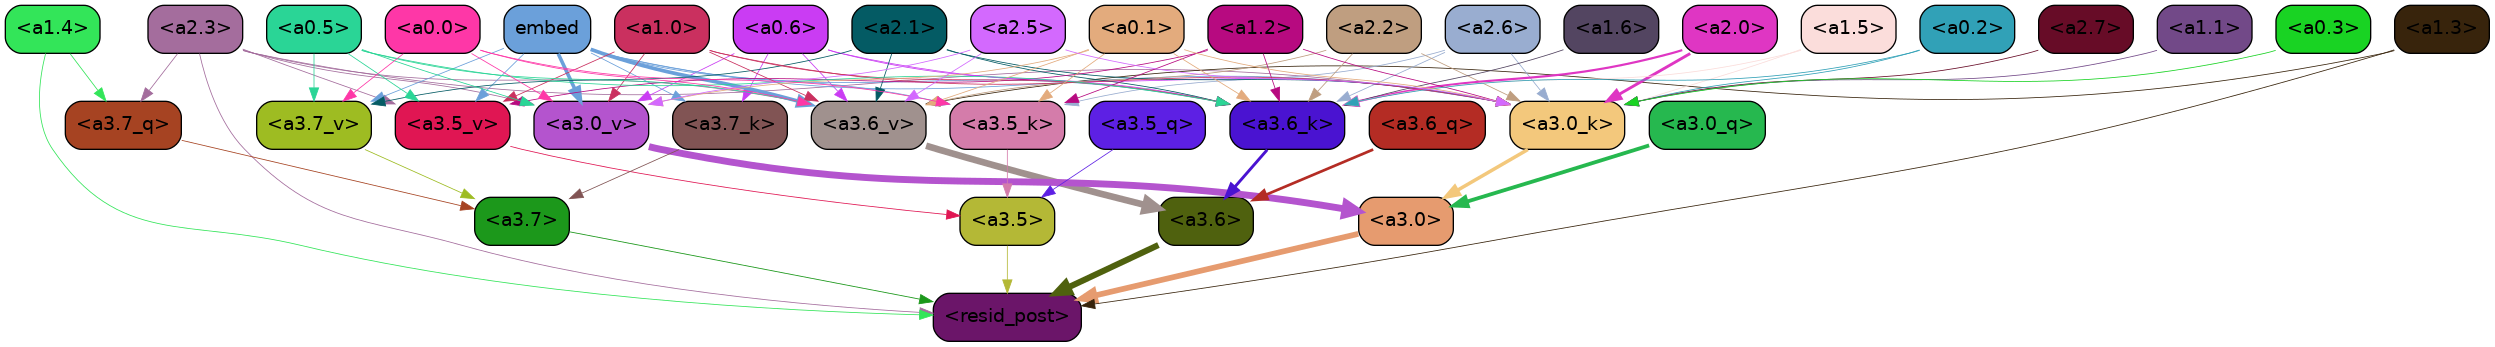 <a1.4> <a2.3> <a0.5> <a0.0> embed <a1.0> <a0.6> <a2.1> <a2.5> <a0.1> <a1.2> <a2.2> <a2.6> <a1.6> <a2.0> <a1.5> <a0.2> <a2.7> <a1.1> <a0.3> <a1.3>
<a3.7_q> <a3.7_v> <a3.5_v> <a3.0_v> <a3.7_k> <a3.6_v> <a3.5_k> <a3.5_q> <a3.6_k> <a3.6_q> <a3.0_k> <a3.0_q>
<a3.7> <a3.5> <a3.6> <a3.0>
<resid_post>